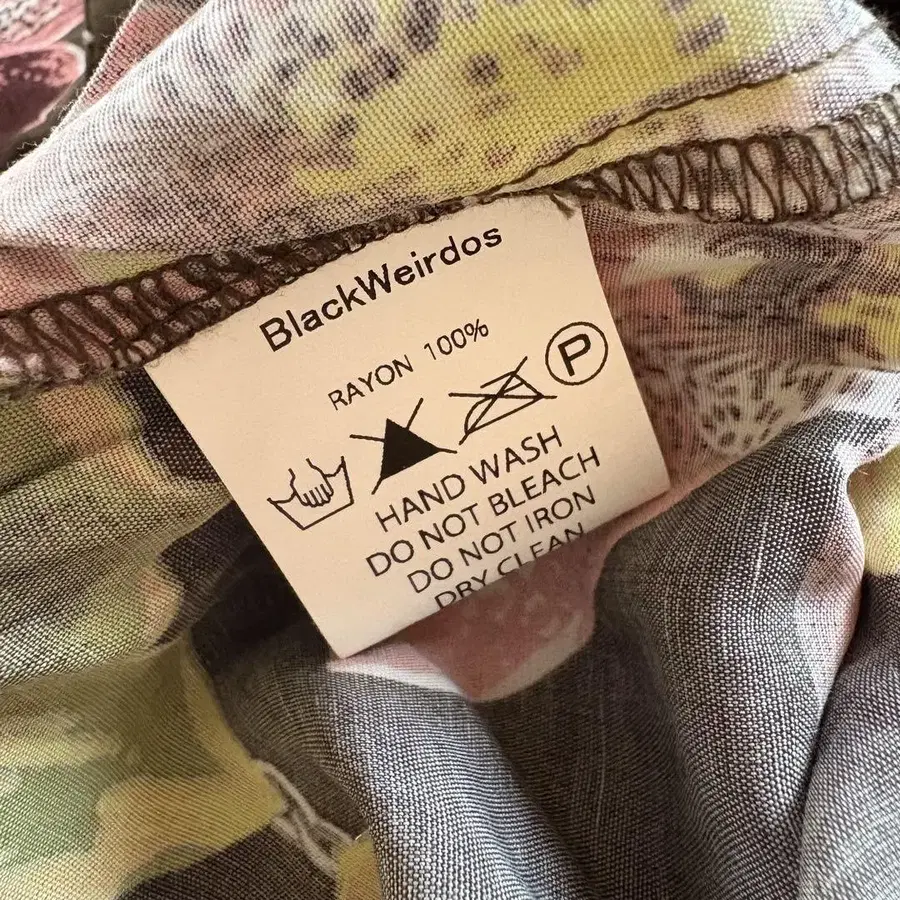 BlackWeirdos
RAYON 100%
P
HAND WASH
DO NOT BLEACH
DO NOT IRON
DRY CLEAN